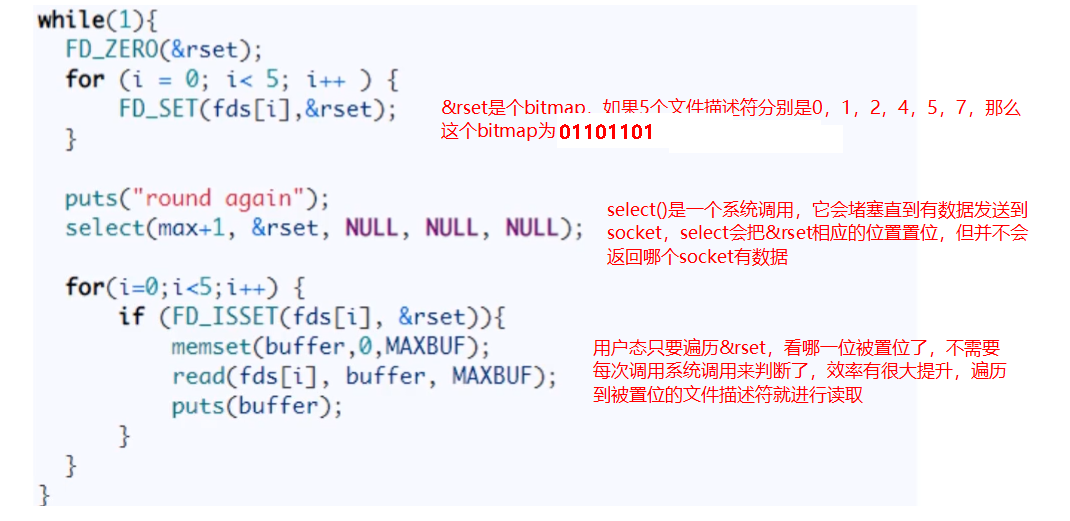 while(1){
FD_ZERO(&rset);
for (i = 0; i< 5; i++ ) {
FD_SET(fds[i],&rset);
}
&rset是个bitmap，如果5个文件描述符分别是0，1，2，4，5，7，那么
这个bitmap为01101101
puts("round again");
select(max+1, &rset, NULL, NULL, NULL);
select()是一个系统调用，它会堵塞直到有数据发送到
socket，select会把&rset相应的位置置位，但并不会
返回哪个socket有数据
for(i=0;i<5;i++) {
if (FD_ISSET(fds[i], &rset)){
memset(buffer,0,MAXBUF);
read(fds[i], buffer, MAXBUF);
puts(buffer);
}
}
}
用户态只要遍历&rset，看哪一位被置位了，不需要
每次调用系统调用来判断了，效率有很大提升，遍历
到被置位的文件描述符就进行读取